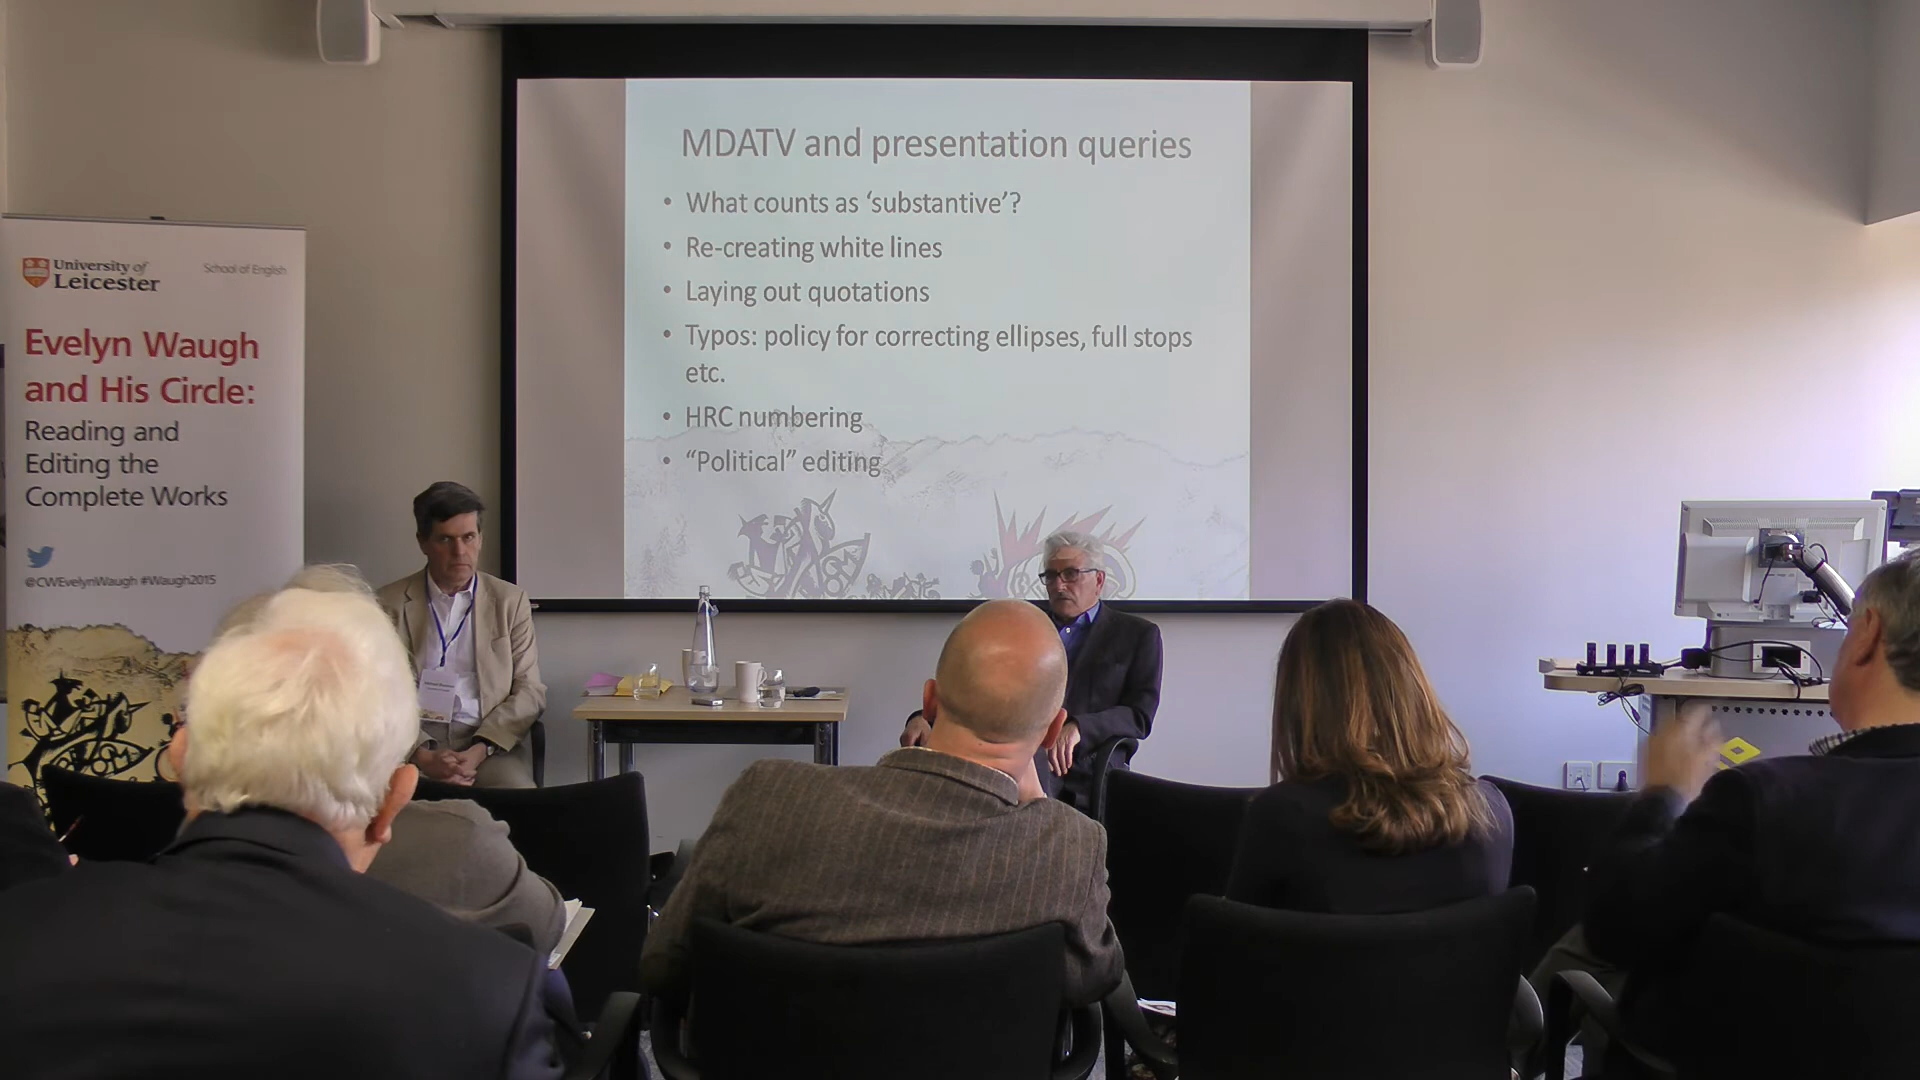 MDATV and presentation queries
• What counts as ‘substantive’?
• Re-creating white lines
• Laying out quotations
• Typos: policy for correcting ellipses, full stops
etc.
• HRC numbering
• “Political” editing
University of
Leicester
School of English
Evelyn Waugh
and His Circle:
Reading and
Editing the
Complete Works
@CWEvelynWaugh #Waugh2015